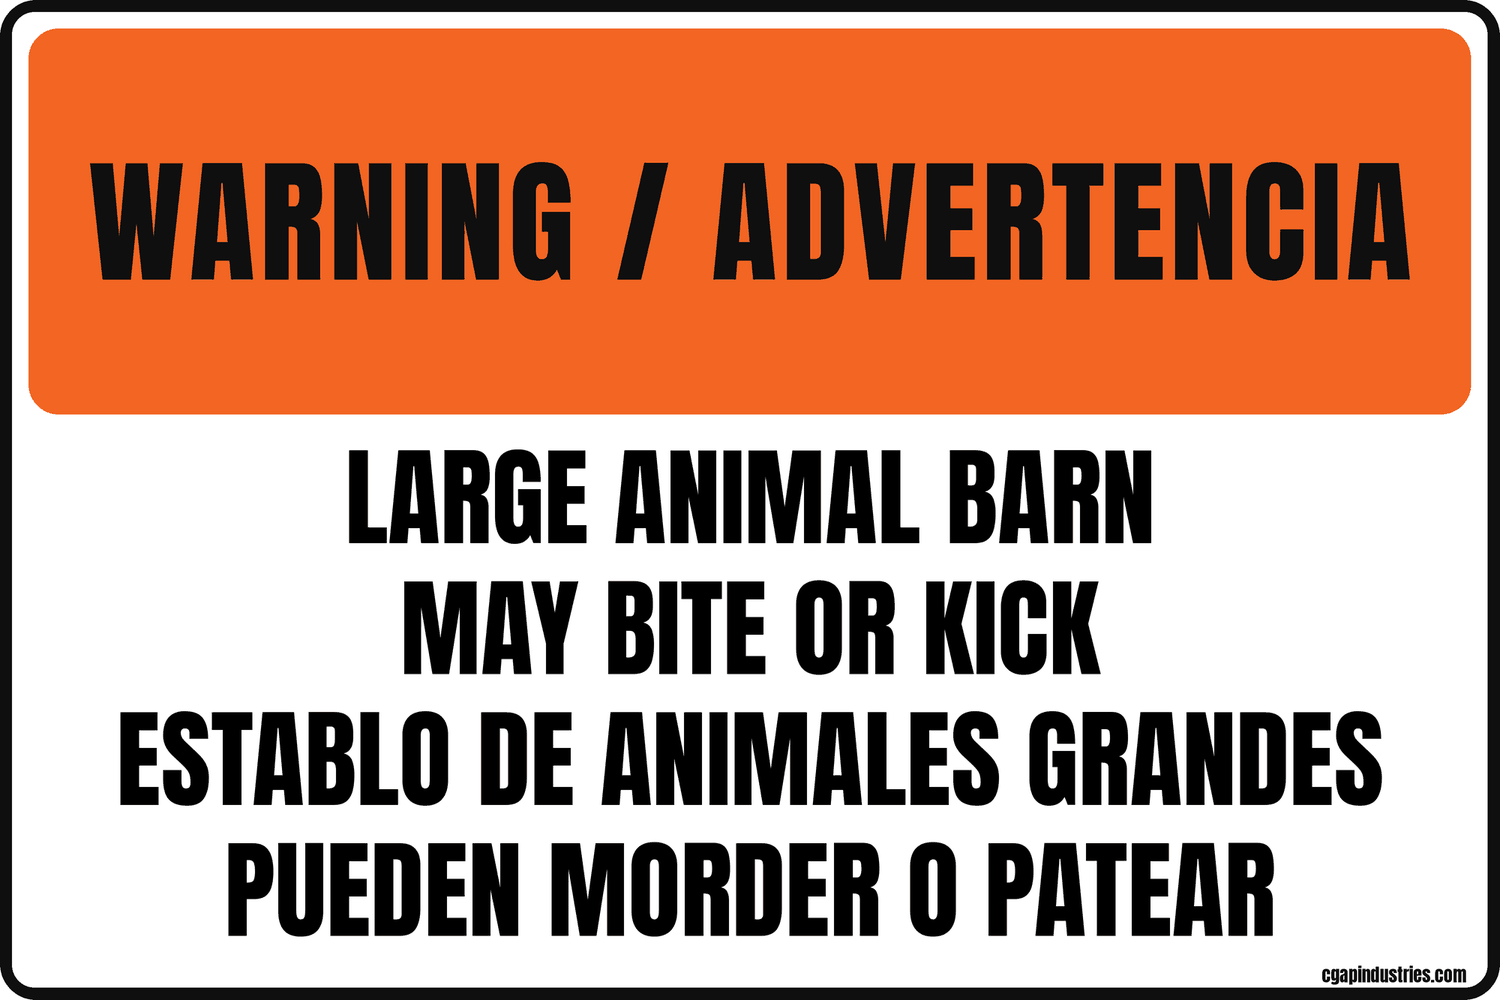 WARNING / ADVERTENCIA
LARGE ANIMAL BARN
MAY BITE OR KICK
ESTABLO DE ANIMALES GRANDES
PUEDEN MORDER O PATEAR
cgapindustries.com